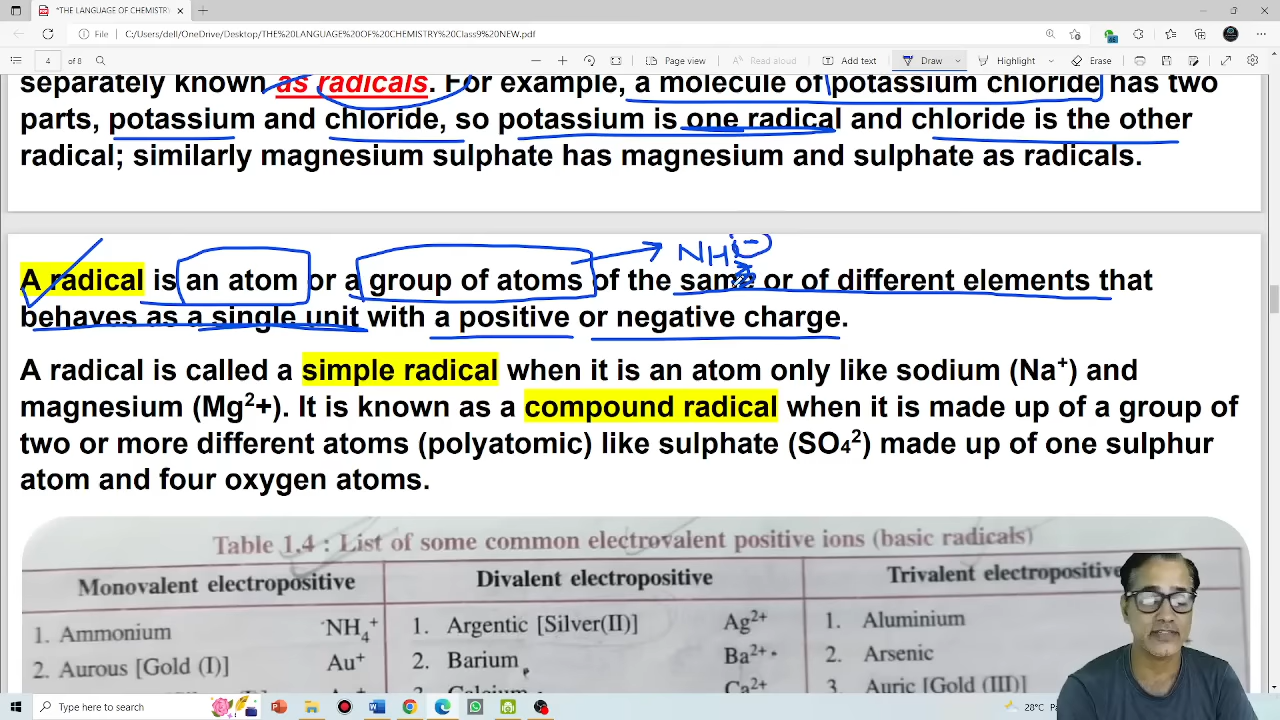 *THE LANGUAGE OF CHEMISTRY
File
C:/Users/dell/OneDrive/Desktop/THE%20LANGUAGE%20OF%20CHEMISTRY%20Class9%20NEW.pdf
4 of 8
Page view
Read aloud
Add text
Draw
Highlight
Erase
separately known as radicals. For example, a molecule of potassium chloride has two
parts, potassium and chloride, so potassium is one radical and chloride is the other
radical; similarly magnesium sulphate has magnesium and sulphate as radicals.
NH
A radical is an atom or a group of atoms of the same or of different elements that
behaves as a single unit with a positive or negative charge.
A radical is called a simple radical when it is an atom only like sodium (Na⁺) and
magnesium (Mg²+). It is known as a compound radical when it is made up of a group of
two or more different atoms (polyatomic) like sulphate (SO₄²) made up of one sulphur
atom and four oxygen atoms.
Table 1.4 : List of some common electrovalent positive ions (basic radicals)
Monovalent electropositive Divalent electropositive Trivalent electropositive
1. Ammonium NH₄⁺ 1. Argentic [Silver(II)] Ag²⁺ 1. Aluminium
2. Aurous [Gold (I)] Au⁺ 2. Barium Ba²⁺ 2. Arsenic
3. Calcium Ca²⁺ 3. Auric [Gold (III)]
Type here to search
28°C